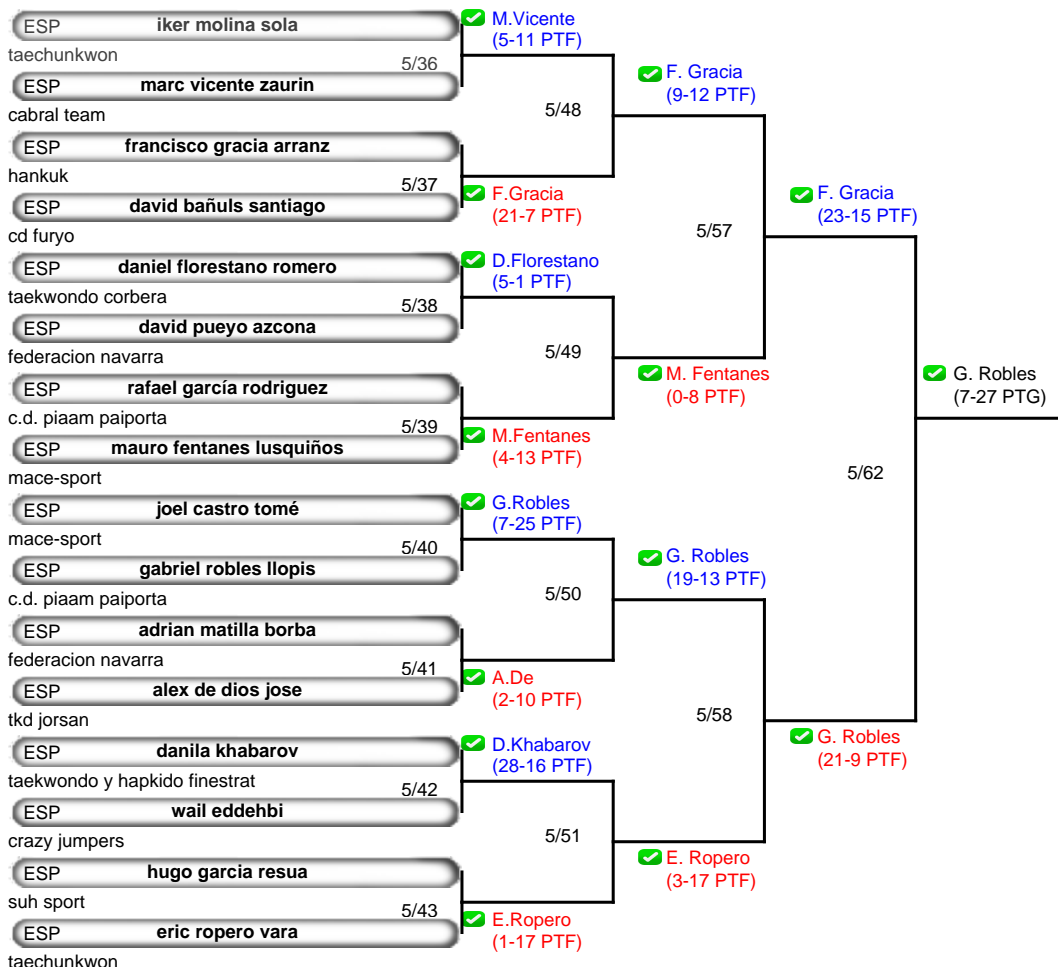 ESP iker molina sola
taechunkwon
5/36
ESP marc vicente zaurin
cabral team
ESP francisco gracia arranz
hankuk
5/37
ESP david bañuls santiago
cd furyo
ESP daniel florestano romero
taekwondo corbera
5/38
ESP david pueyo azcona
federacion navarra
ESP rafael garcía rodriguez
c.d. piaam paiporta
5/39
ESP mauro fentanes lusquiños
mace-sport
ESP joel castro tomé
mace-sport
5/40
ESP gabriel robles llopis
c.d. piaam paiporta
ESP adrian matilla borba
federacion navarra
5/41
ESP alex de dios jose
tkd jorsan
ESP danila khabarov
taekwondo y hapkido finestrat
5/42
ESP wail eddehbi
crazy jumpers
ESP hugo garcia resua
suh sport
5/43
ESP eric ropero vara
taechunkwon
M.Vicente
(5-11 PTF)
5/48
F.Gracia
(21-7 PTF)
D.Florestano
(5-1 PTF)
5/49
M.Fentanes
(4-13 PTF)
G.Robles
(7-25 PTF)
5/50
A.De
(2-10 PTF)
D.Khabarov
(28-16 PTF)
5/51
E.Ropero
(1-17 PTF)
F. Gracia
(9-12 PTF)
5/57
M. Fentanes
(0-8 PTF)
G. Robles
(19-13 PTF)
5/58
E. Ropero
(3-17 PTF)
F. Gracia
(23-15 PTF)
5/62
G. Robles
(21-9 PTF)
G. Robles
(7-27 PTG)